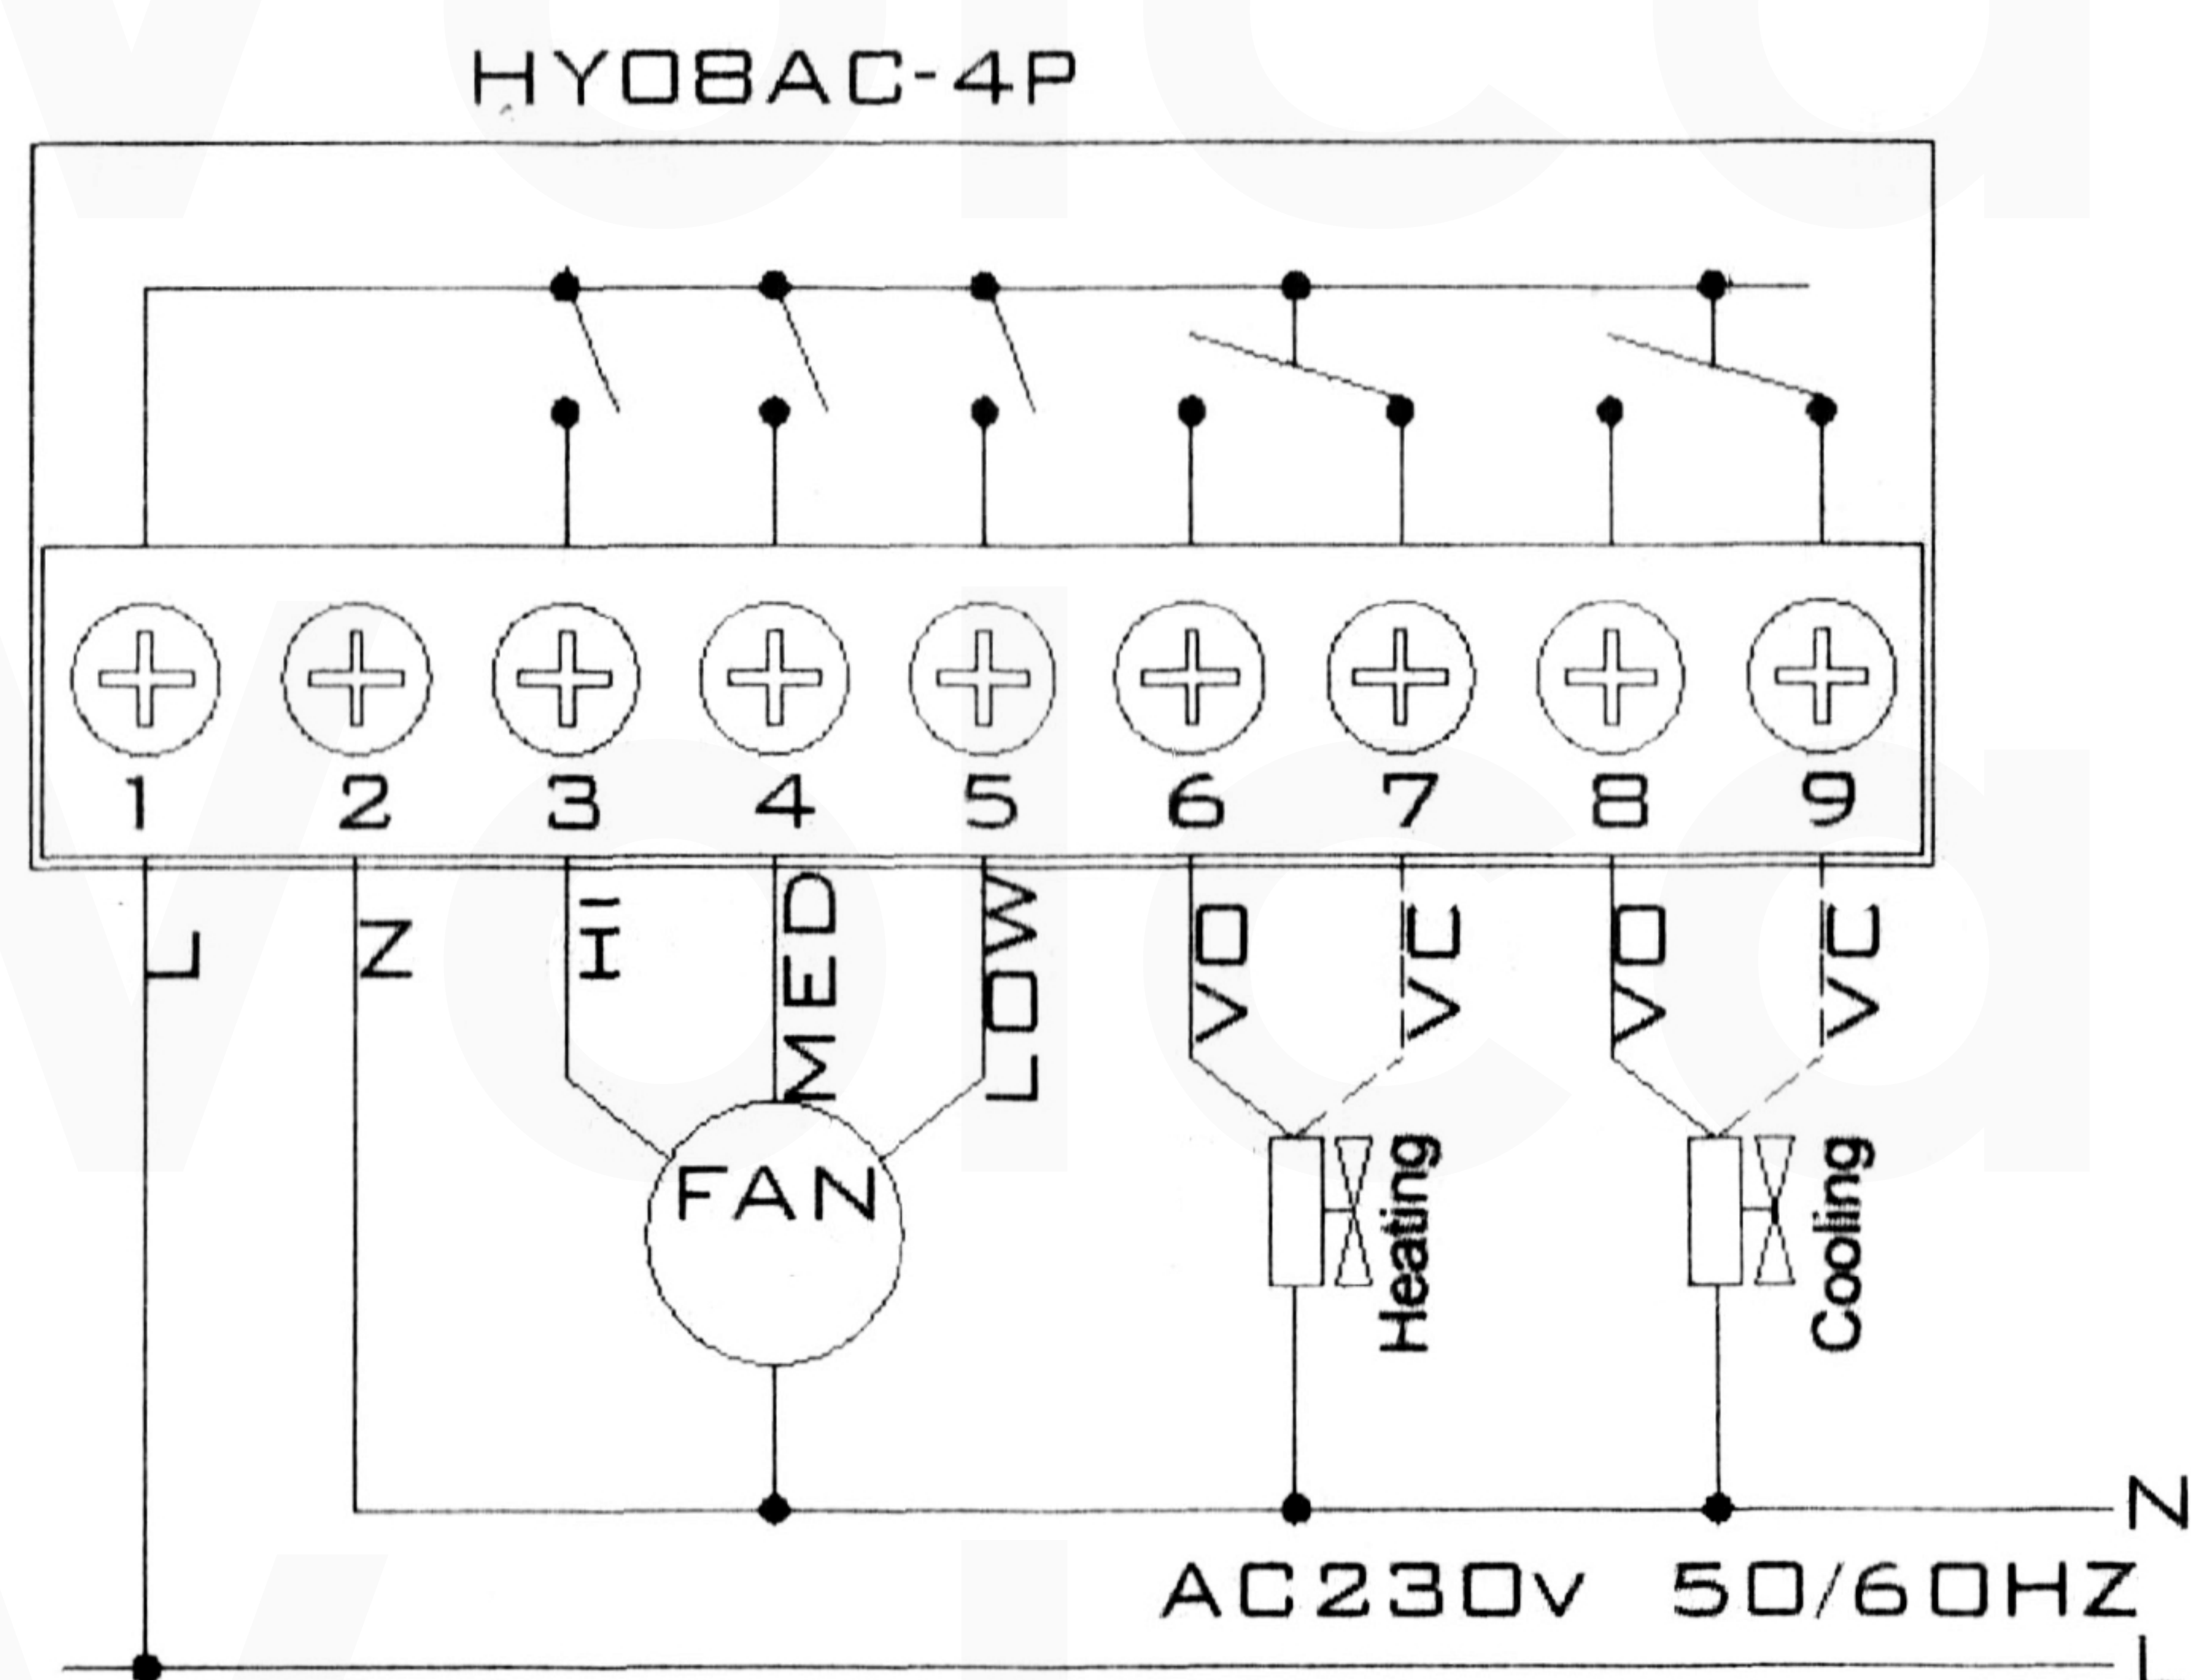 HY08AC-4P
1 2 3 4 5 6 7 8 9
L N HI MED LOW VO VC VO VC
FAN
Heating
Cooling
N
AC230V 50/60HZ
L